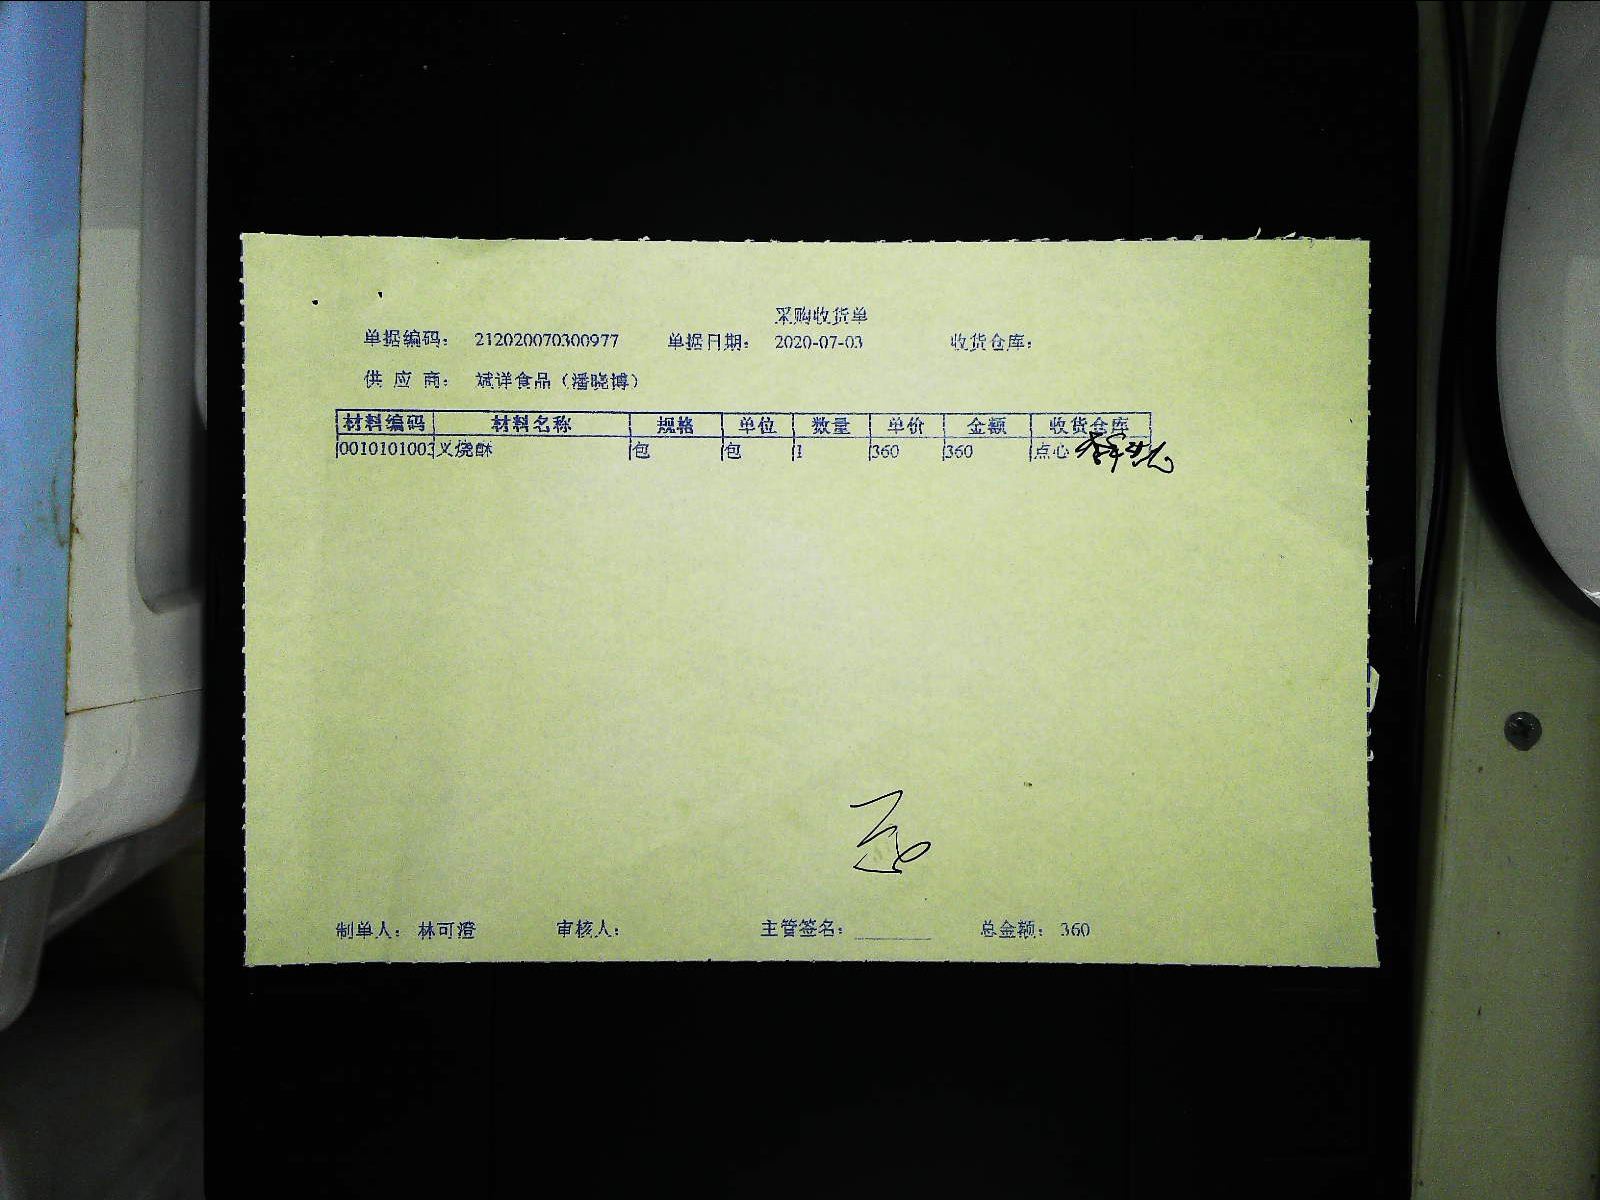 采购收货单
单据编码： 212020070300977 单据日期： 2020-07-03 收货仓库：
供 应 商： 斌洋食品（潘晓博）
材料编码 材料名称 规格 单位 数量 单价 金额 收货仓库
0010101003 叉烧酥 包 包 1 360 360 点心
制单人： 林可澄 审核人： 主管签名： 总金额： 360